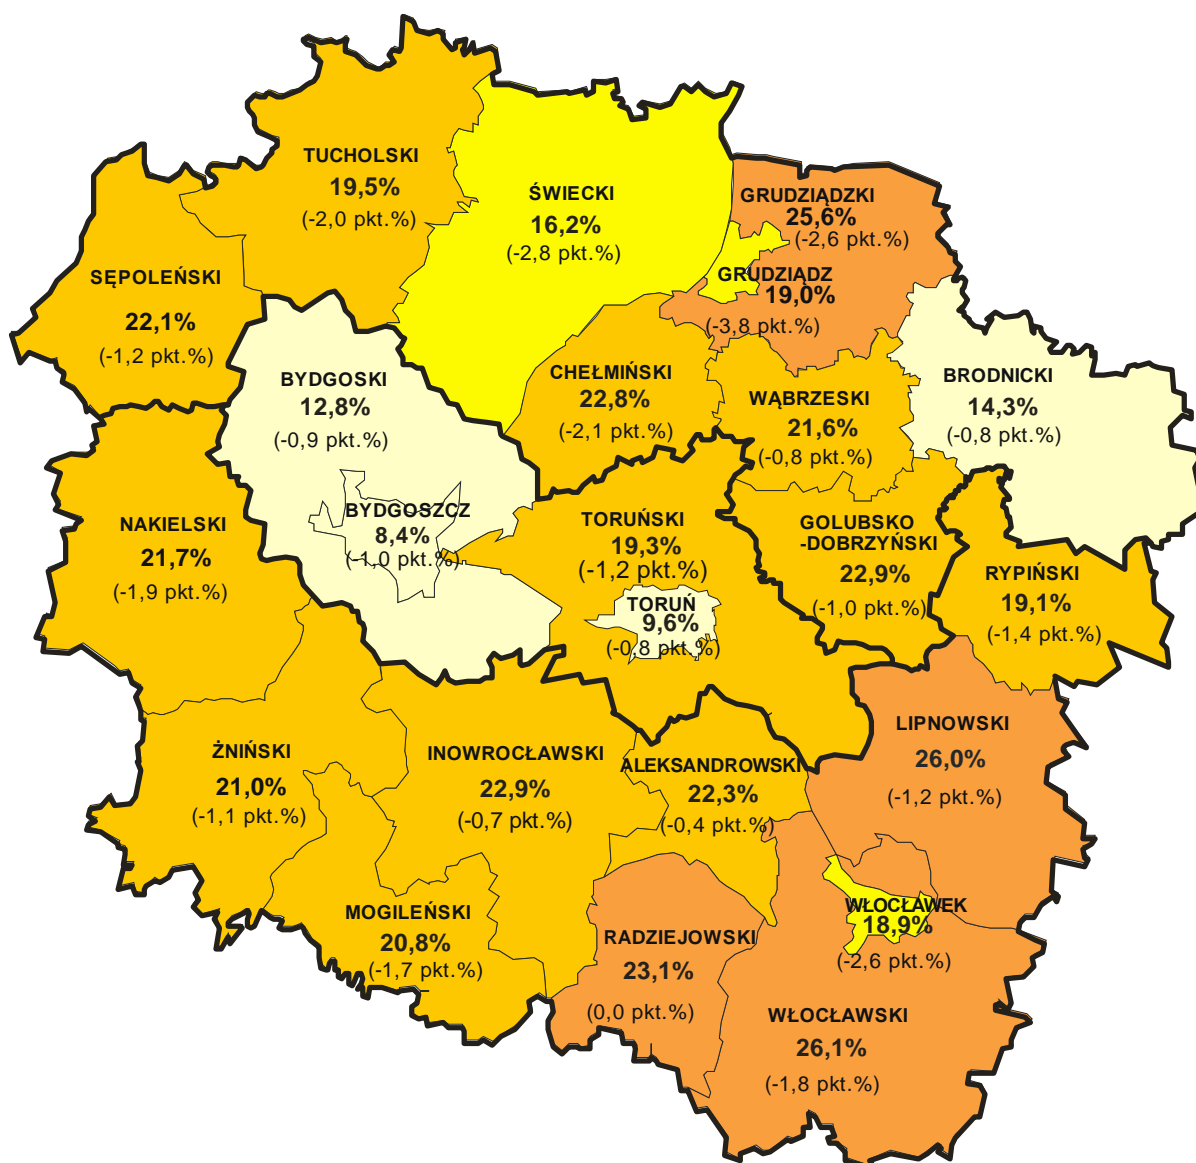 TUCHOLSKI
19,5%
(-2,0 pkt.%)
ŚWIECKI
16,2%
(-2,8 pkt.%)
GRUDZIĄDZKI
25,6%
(-2,6 pkt.%)
SĘPOLEŃSKI
22,1%
(-1,2 pkt.%)
GRUDZIĄDZ
19,0%
(-3,8 pkt.%)
BYDGOSKI
12,8%
(-0,9 pkt.%)
CHEŁMIŃSKI
22,8%
(-2,1 pkt.%)
WĄBRZESKI
21,6%
(-0,8 pkt.%)
BRODNICKI
14,3%
(-0,8 pkt.%)
NAKIELSKI
21,7%
(-1,9 pkt.%)
BYDGOSZCZ
8,4%
(-1,0 pkt.%)
TORUŃSKI
19,3%
(-1,2 pkt.%)
GOLUBSKO
-DOBRZYŃSKI
22,9%
(-1,0 pkt.%)
RYPIŃSKI
19,1%
(-1,4 pkt.%)
TORUŃ
9,6%
(-0,8 pkt.%)
ŻNIŃSKI
21,0%
(-1,1 pkt.%)
INOWROCŁAWSKI
22,9%
(-0,7 pkt.%)
ALEKSANDROWSKI
22,3%
(-0,4 pkt.%)
LIPNOWSKI
26,0%
(-1,2 pkt.%)
MOGILEŃSKI
20,8%
(-1,7 pkt.%)
RADZIEJOWSKI
23,1%
(0,0 pkt.%)
WŁOCŁAWEK
18,9%
(-2,6 pkt.%)
WŁOCŁAWSKI
26,1%
(-1,8 pkt.%)